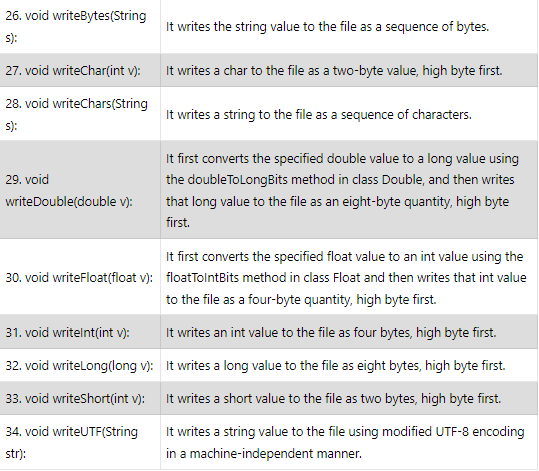 26. void writeBytes(String
s):
It writes the string value to the file as a sequence of bytes.
27. void writeChar(int v):
It writes a char to the file as a two-byte value, high byte first.
28. void writeChars(String
s):
It writes a string to the file as a sequence of characters.
29. void
writeDouble(double v):
It first converts the specified double value to a long value using
the doubleToLongBits method in class Double, and then writes
that long value to the file as an eight-byte quantity, high byte
first.
30. void writeFloat(float v):
It first converts the specified float value to an int value using the
floatToIntBits method in class Float and then writes that int value
to the file as a four-byte quantity, high byte first.
31. void writeInt(int v):
It writes an int value to the file as four bytes, high byte first.
32. void writeLong(long v):
It writes a long value to the file as eight bytes, high byte first.
33. void writeShort(int v):
It writes a short value to the file as two bytes, high byte first.
34. void writeUTF(String
str):
It writes a string value to the file using modified UTF-8 encoding
in a machine-independent manner.